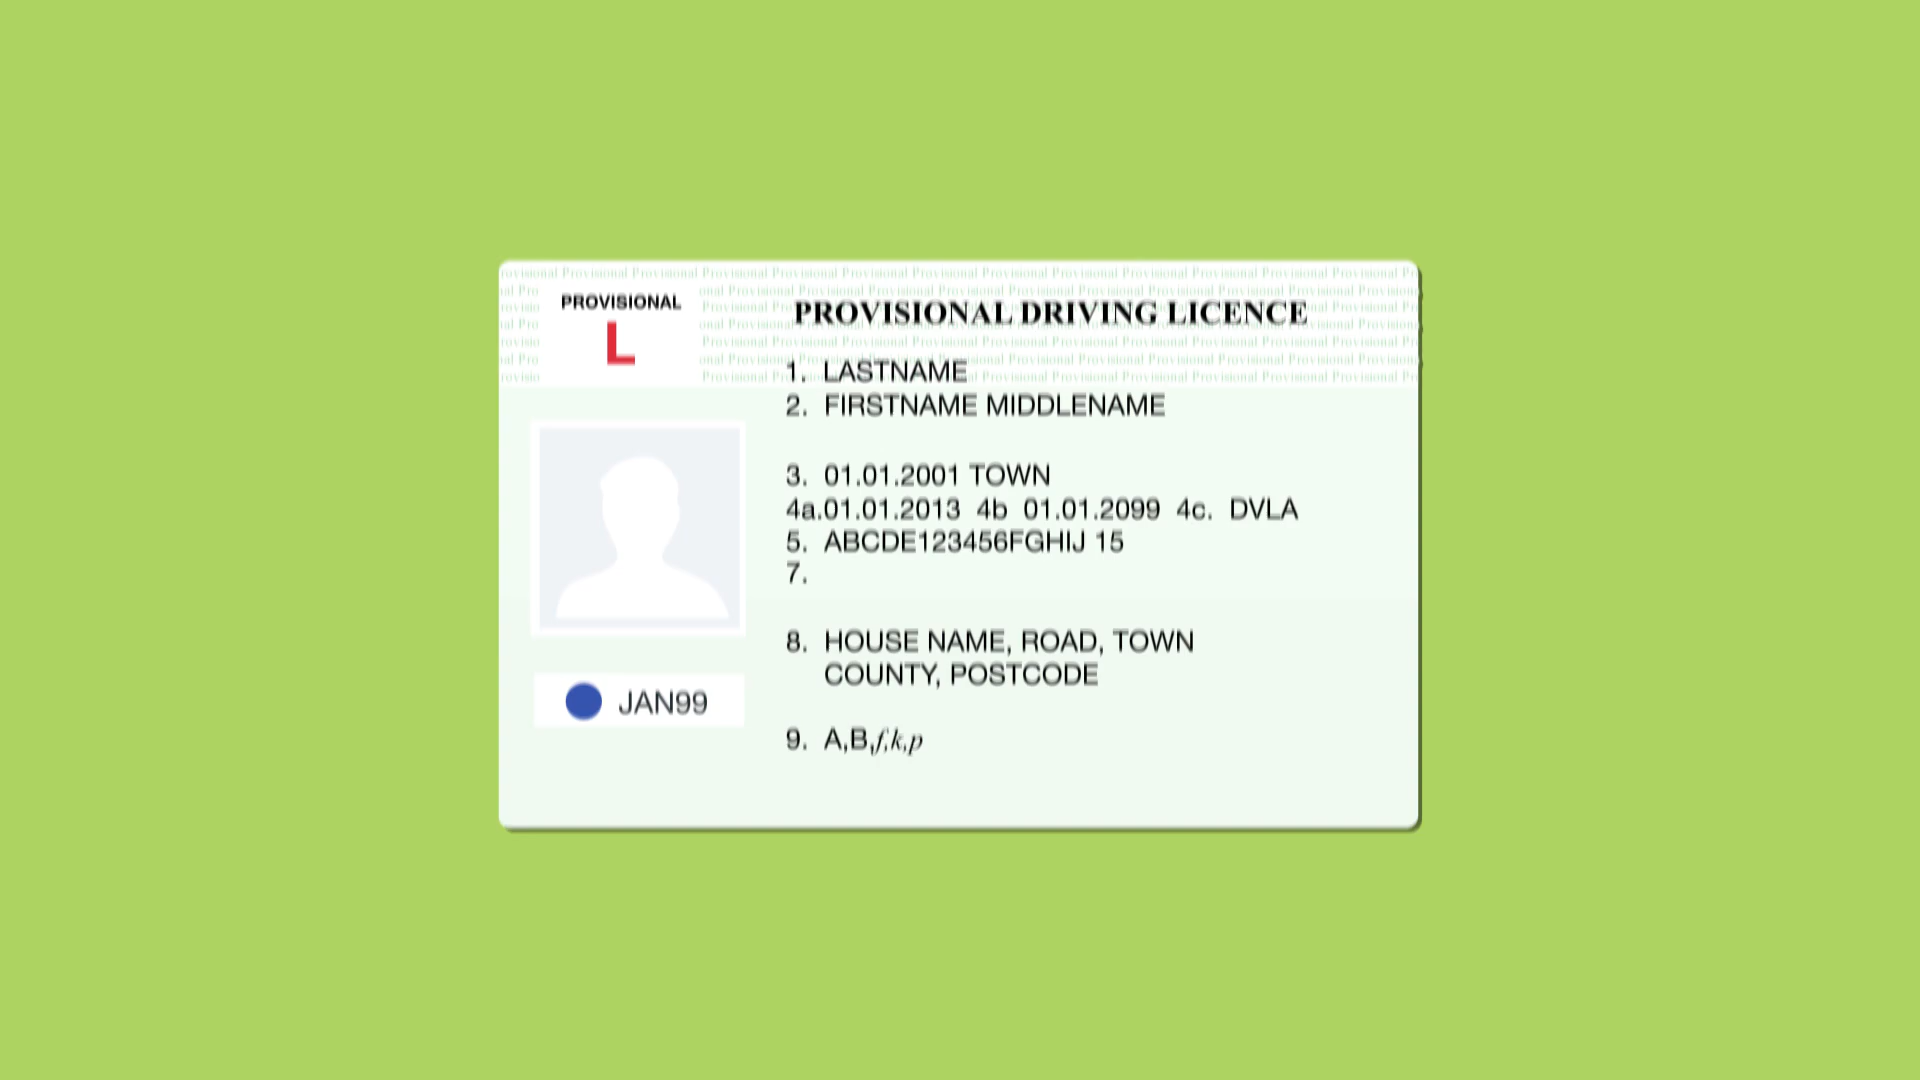 PROVISIONAL
L
PROVISIONAL DRIVING LICENCE
1. LASTNAME
2. FIRSTNAME MIDDLENAME
3. 01.01.2001 TOWN
4a.01.01.2013 4b 01.01.2099 4c. DVLA
5. ABCDE123456FGHIJ 15
7.
8. HOUSE NAME, ROAD, TOWN
COUNTY, POSTCODE
9. A,B,f,k,p
JAN99